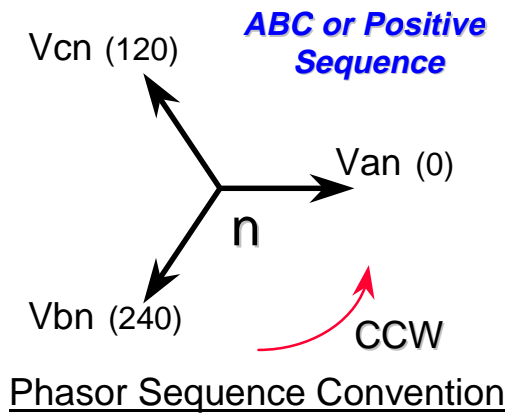 ABC or Positive
Sequence
Vcn (120)
Van (0)
n
Vbn (240)
CCW
Phasor Sequence Convention